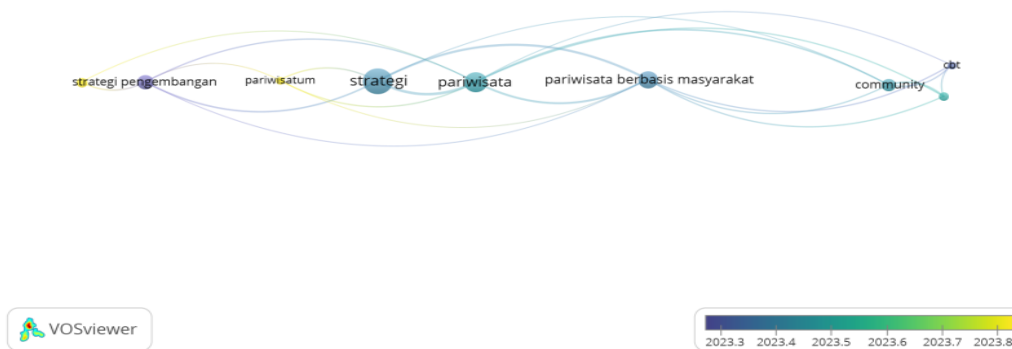 cbt
strategi pengembangan
pariwisatum
strategi
pariwisata
pariwisata berbasis masyarakat
community
VOSviewer
2023.3 2023.4 2023.5 2023.6 2023.7 2023.8